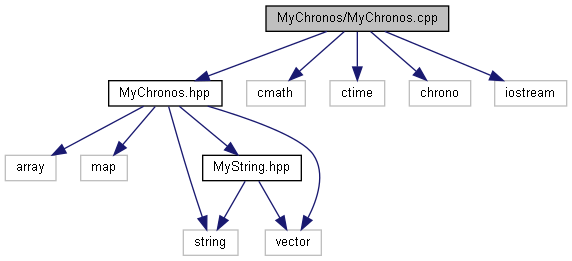 MyChronos/MyChronos.cpp
MyChronos.hpp
cmath
ctime
chrono
iostream
array
map
MyString.hpp
string
vector